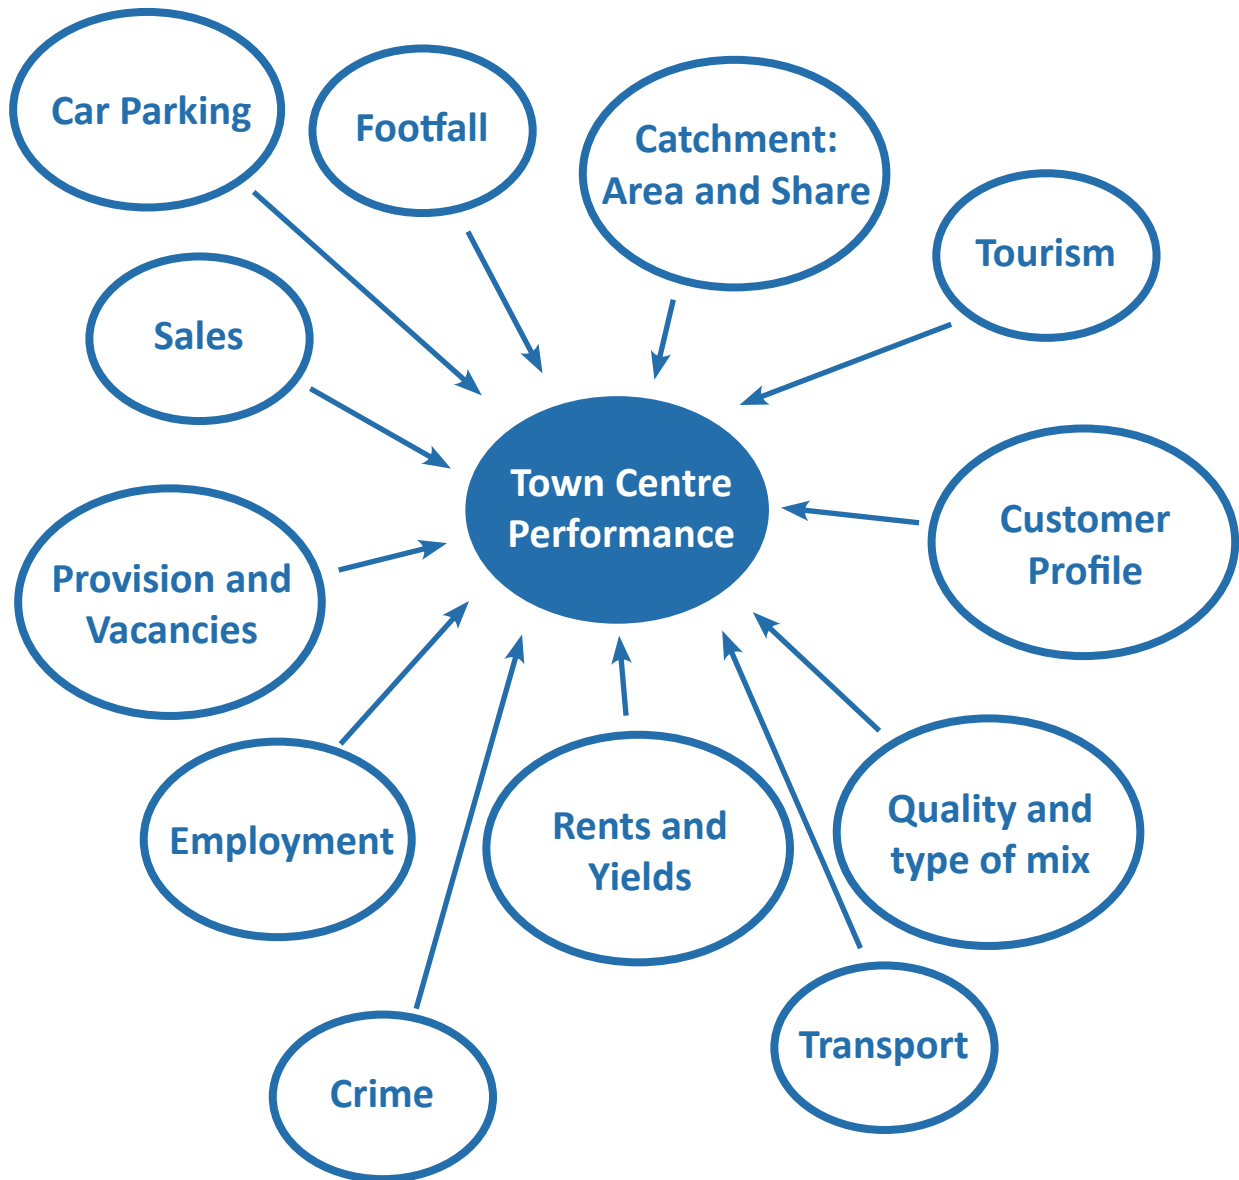 Car Parking
Footfall
Catchment:
Area and Share
Tourism
Sales
Town Centre
Performance
Customer
Profile
Provision and
Vacancies
Employment
Rents and
Yields
Quality and
type of mix
Transport
Crime